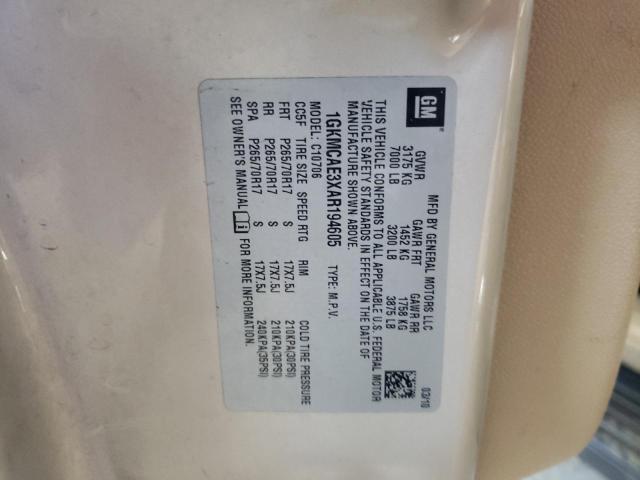 GM
MFD BY GENERAL MOTORS LLC
03/10
GVWR GAWR FRT GAWR RR
3175 KG 1452 KG 1758 KG
7000 LB 3200 LB 3875 LB
THIS VEHICLE CONFORMS TO ALL APPLICABLE U.S. FEDERAL MOTOR
VEHICLE SAFETY STANDARDS IN EFFECT ON THE DATE OF
MANUFACTURE SHOWN ABOVE.
1GKMCAE3XAR194605 TYPE: M.P.V.
MODEL: C10706
CC5F TIRE SIZE SPEED RTG RIM COLD TIRE PRESSURE
FRT P265/70R17 S 17X7.5J 210KPA(30PSI)
RR P265/70R17 S 17X7.5J 210KPA(30PSI)
SPA P265/70R17 S 17X7.5J 240KPA(35PSI)
SEE OWNER'S MANUAL FOR MORE INFORMATION.